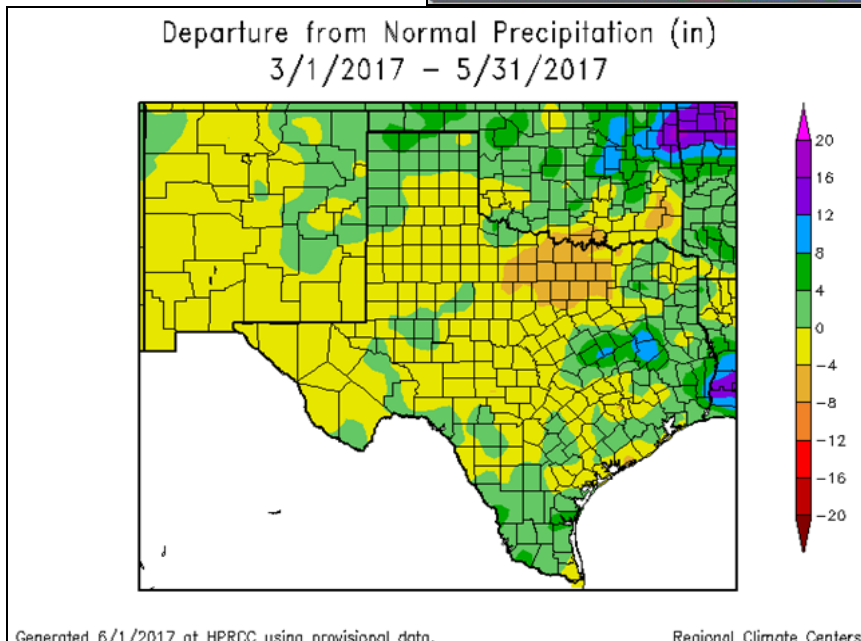 Departure from Normal Precipitation (in)
3/1/2017 – 5/31/2017
20
16
12
8
4
0
-4
-8
-12
-16
-20
Generated 6/1/2017 at HPRCC using provisional data.
Regional Climate Centers